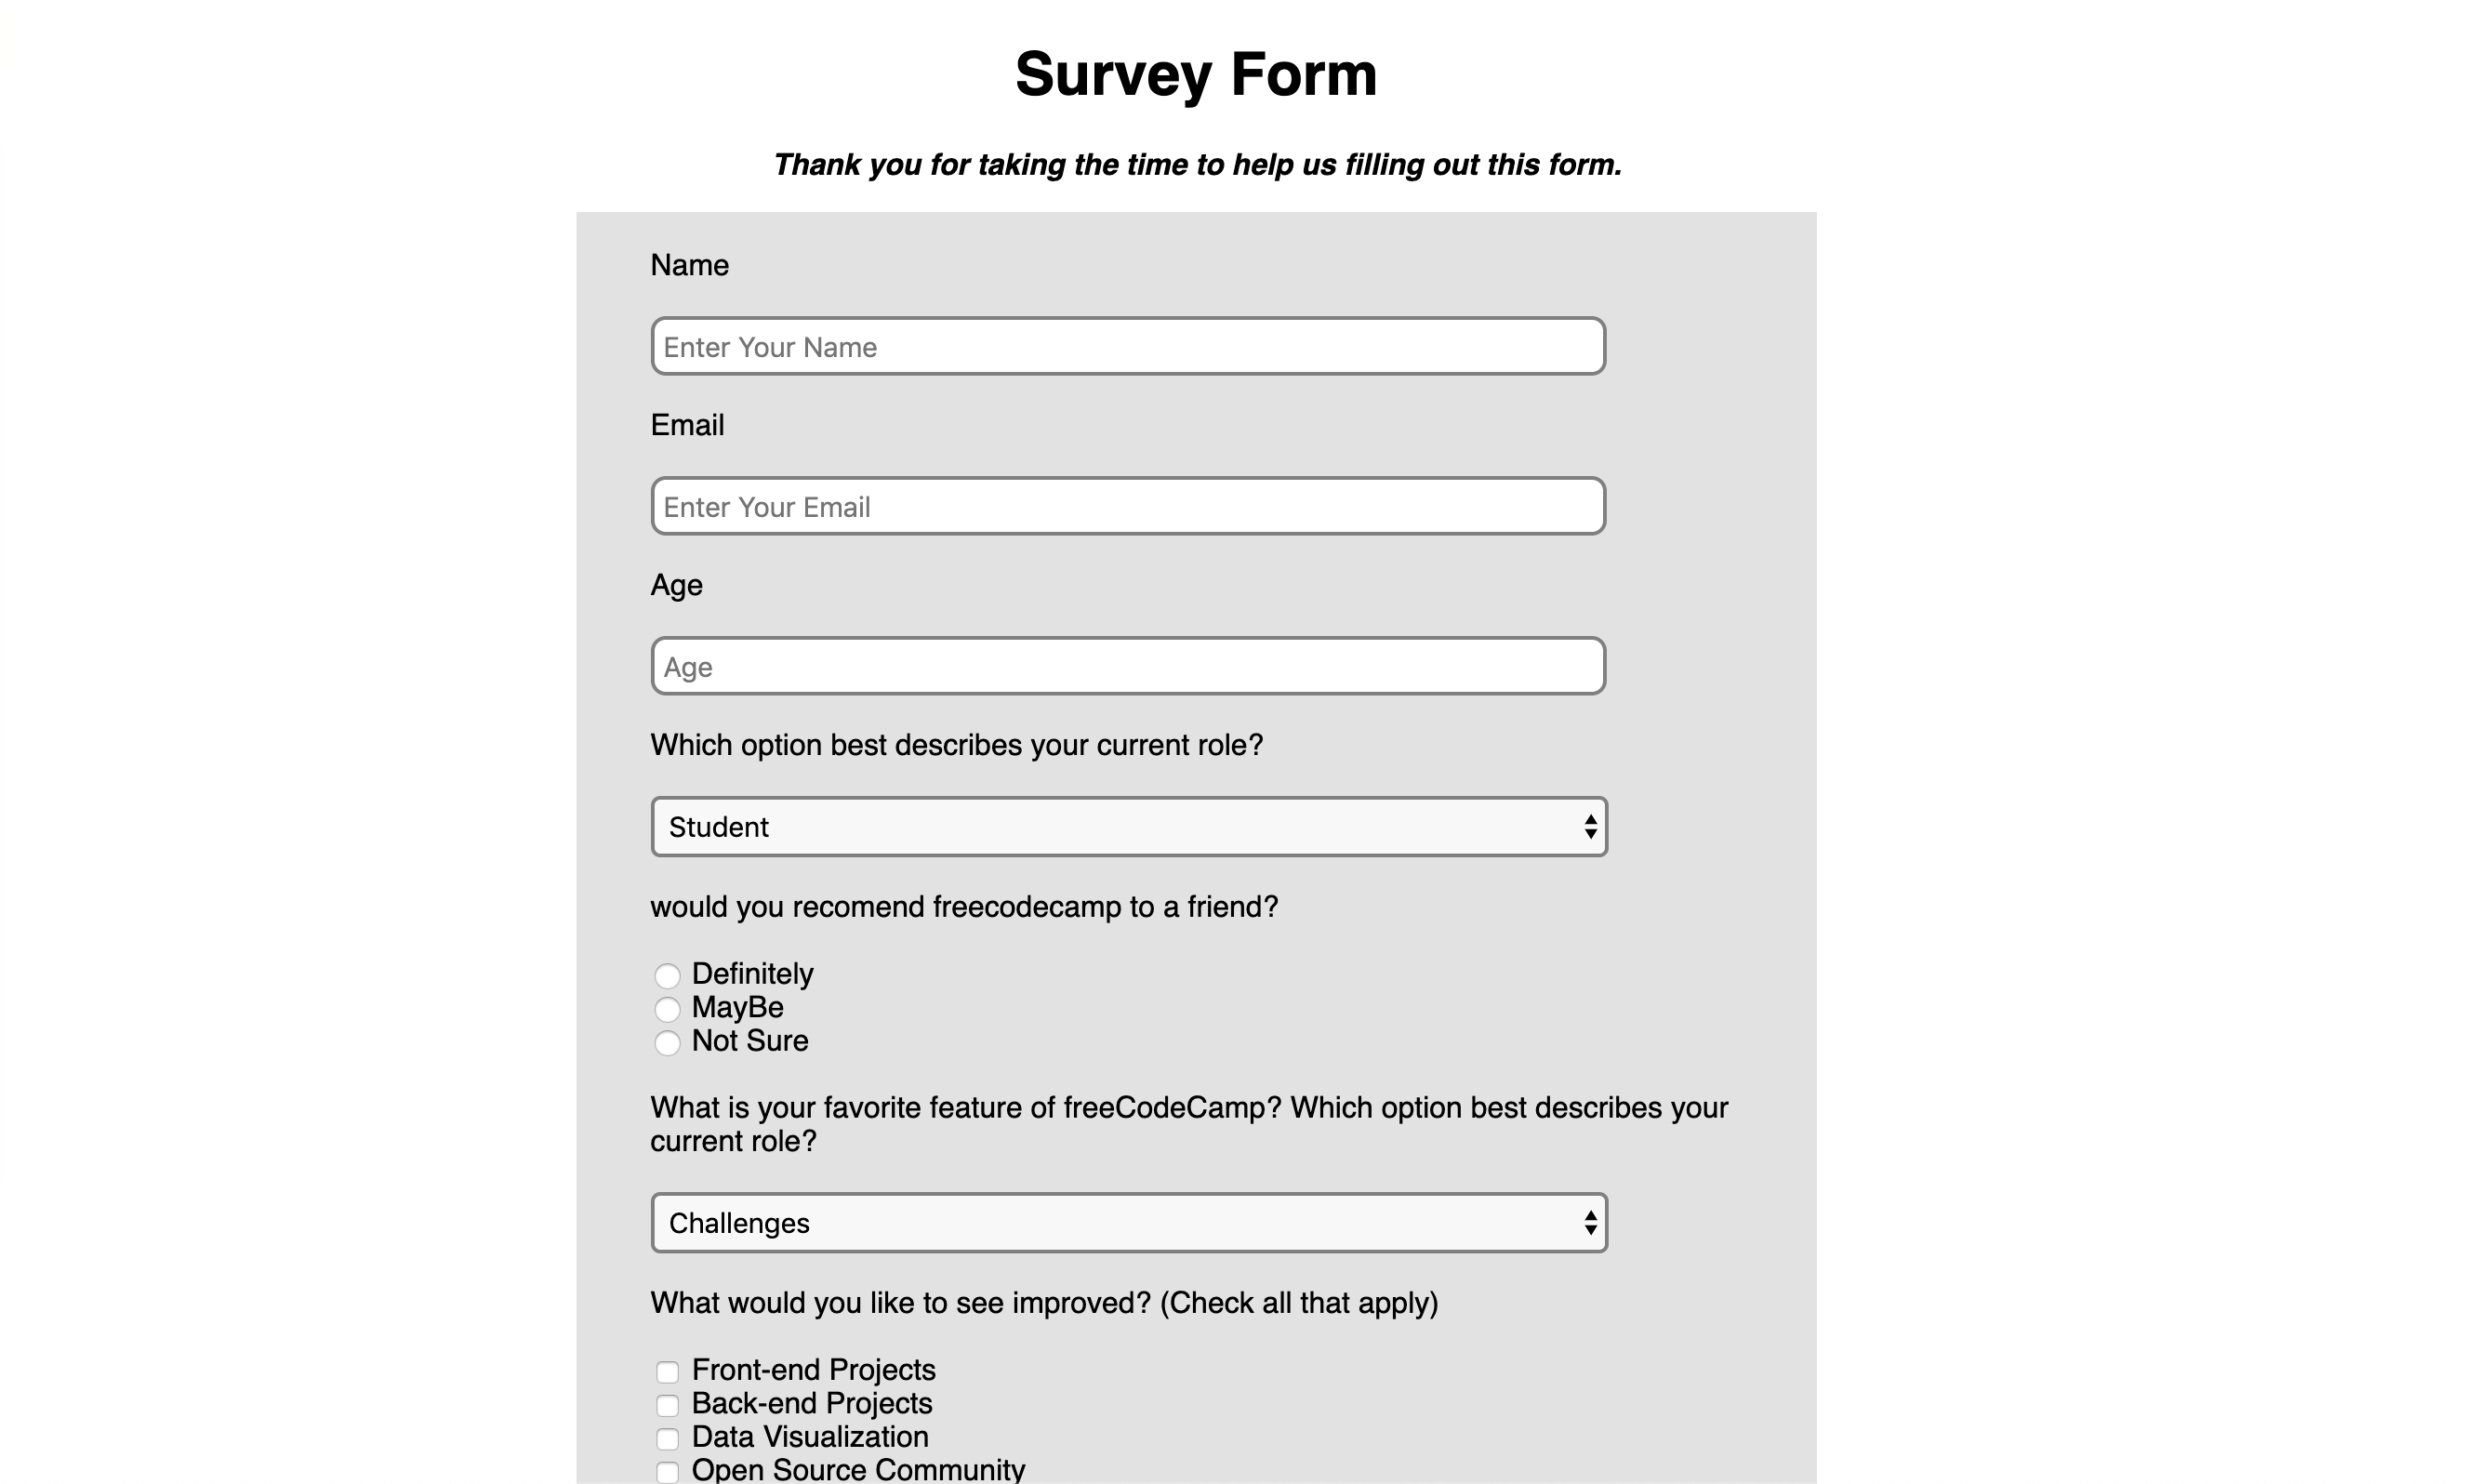 Survey Form
Thank you for taking the time to help us filling out this form.
Name
Enter Your Name
Email
Enter Your Email
Age
Age
Which option best describes your current role?
Student
would you recomend freecodecamp to a friend?
Definitely
MayBe
Not Sure
What is your favorite feature of freeCodeCamp? Which option best describes your
current role?
Challenges
What would you like to see improved? (Check all that apply)
Front-end Projects
Back-end Projects
Data Visualization
Open Source Community